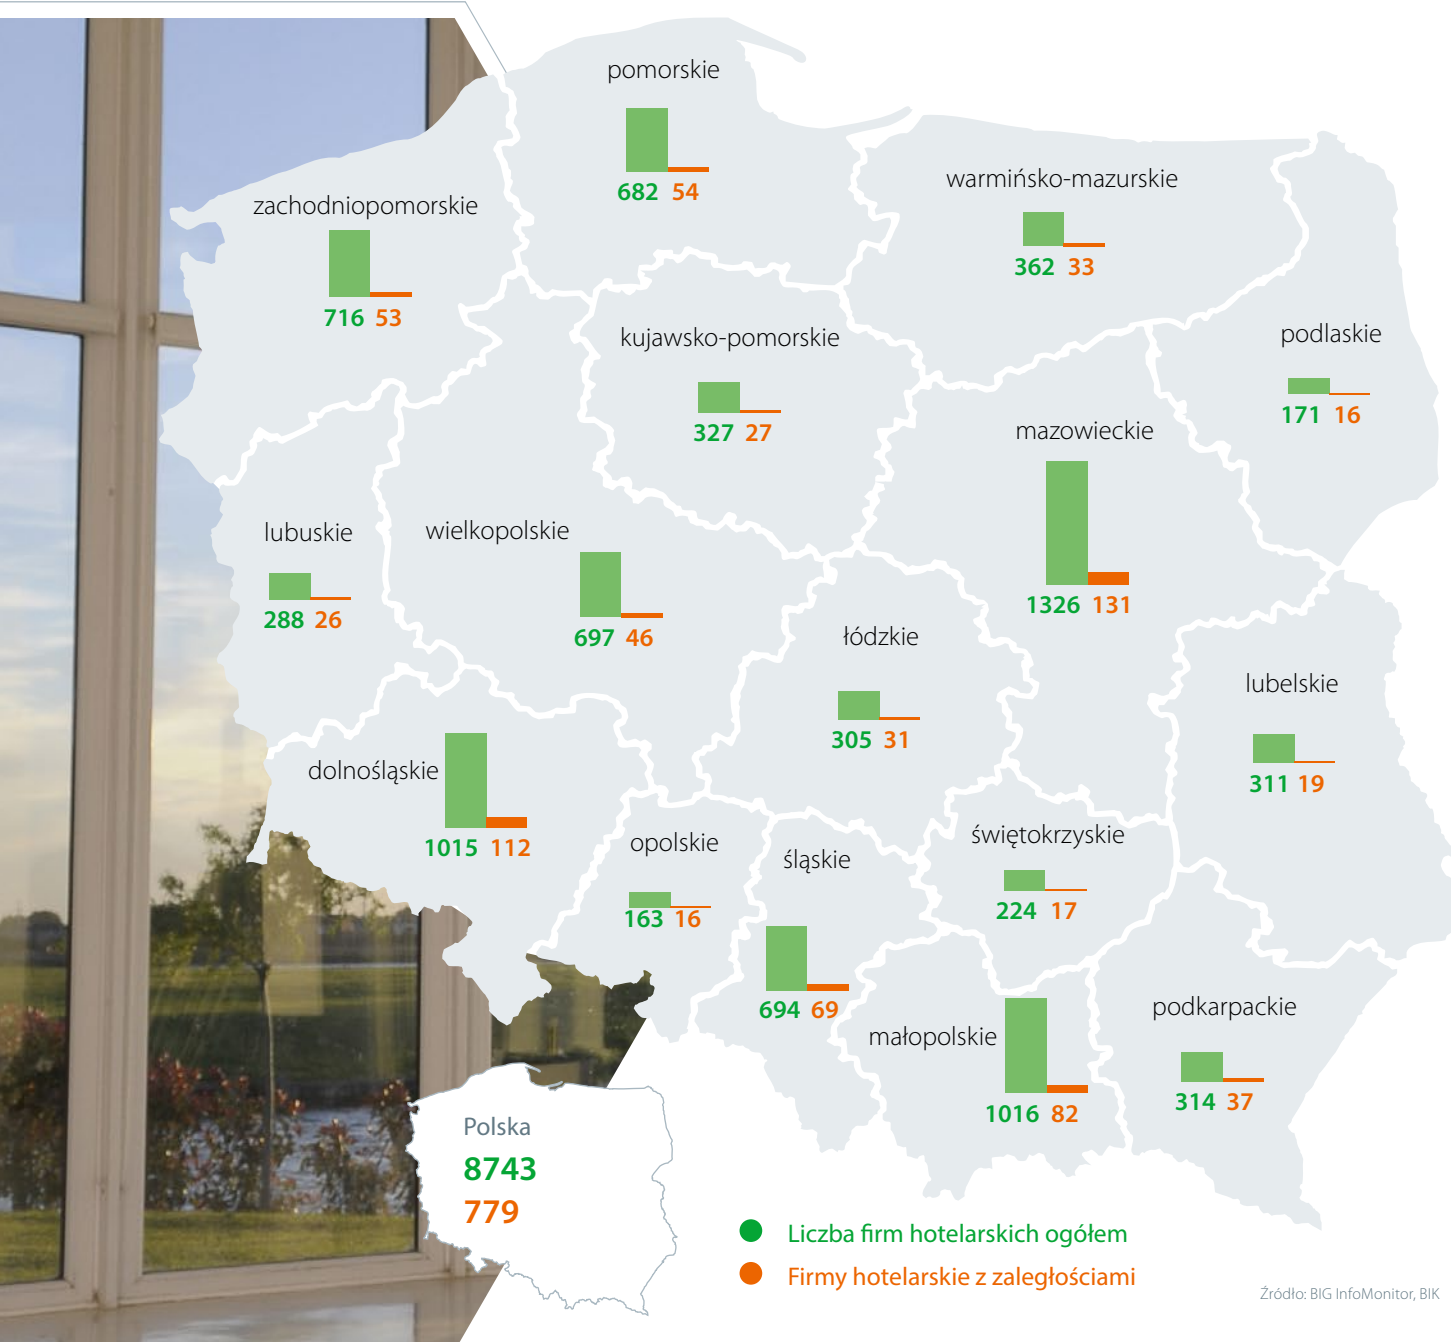 pomorskie
682 54
warmińsko-mazurskie
362 33
zachodniopomorskie
716 53
kujawsko-pomorskie
327 27
podlaskie
171 16
mazowieckie
1326 131
lubuskie
288 26
wielkopolskie
697 46
łódzkie
305 31
lubelskie
311 19
dolnośląskie
1015 112
opolskie
163 16
śląskie
694 69
świętokrzyskie
224 17
małopolskie
1016 82
podkarpackie
314 37
Polska
8743
779
Liczba firm hotelarskich ogółem
Firmy hotelarskie z zaległościami
Źródło: BIG InfoMonitor, BIK